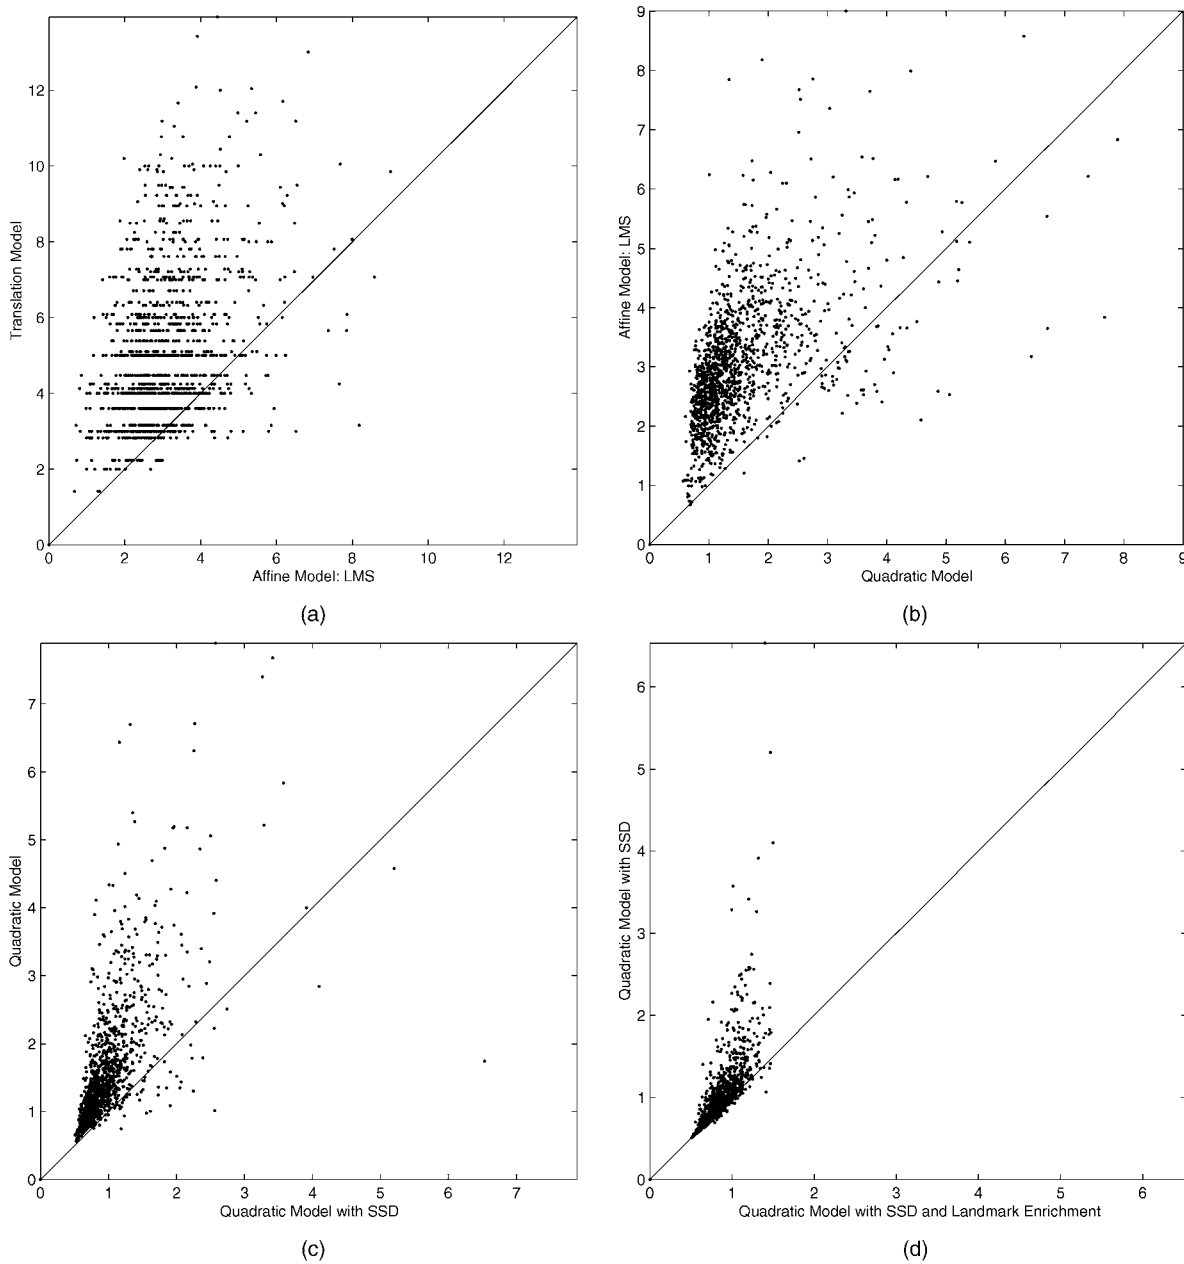 12
10
8
6
4
2
0
Translation Model
0 2 4 6 8 10 12
Affine Model: LMS
(a)
9
8
7
6
5
4
3
2
1
0
Affine Model: LMS
0 1 2 3 4 5 6 7 8 9
Quadratic Model
(b)
7
6
5
4
3
2
1
0
Quadratic Model
0 1 2 3 4 5 6 7
Quadratic Model with SSD
(c)
6
5
4
3
2
1
0
Quadratic Model with SSD
0 1 2 3 4 5 6
Quadratic Model with SSD and Landmark Enrichment
(d)